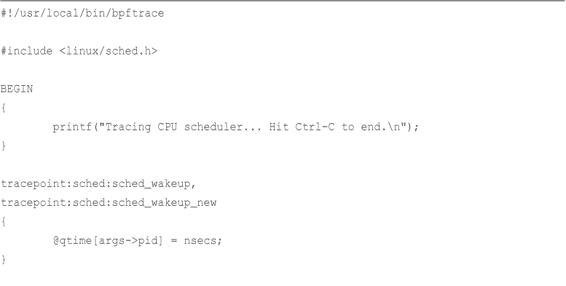 #!/usr/local/bin/bpftrace
#include <linux/sched.h>
BEGIN
{
        printf("Tracing CPU scheduler... Hit Ctrl-C to end.\n");
}
tracepoint:sched:sched_wakeup,
tracepoint:sched:sched_wakeup_new
{
        @qtime[args->pid] = nsecs;
}